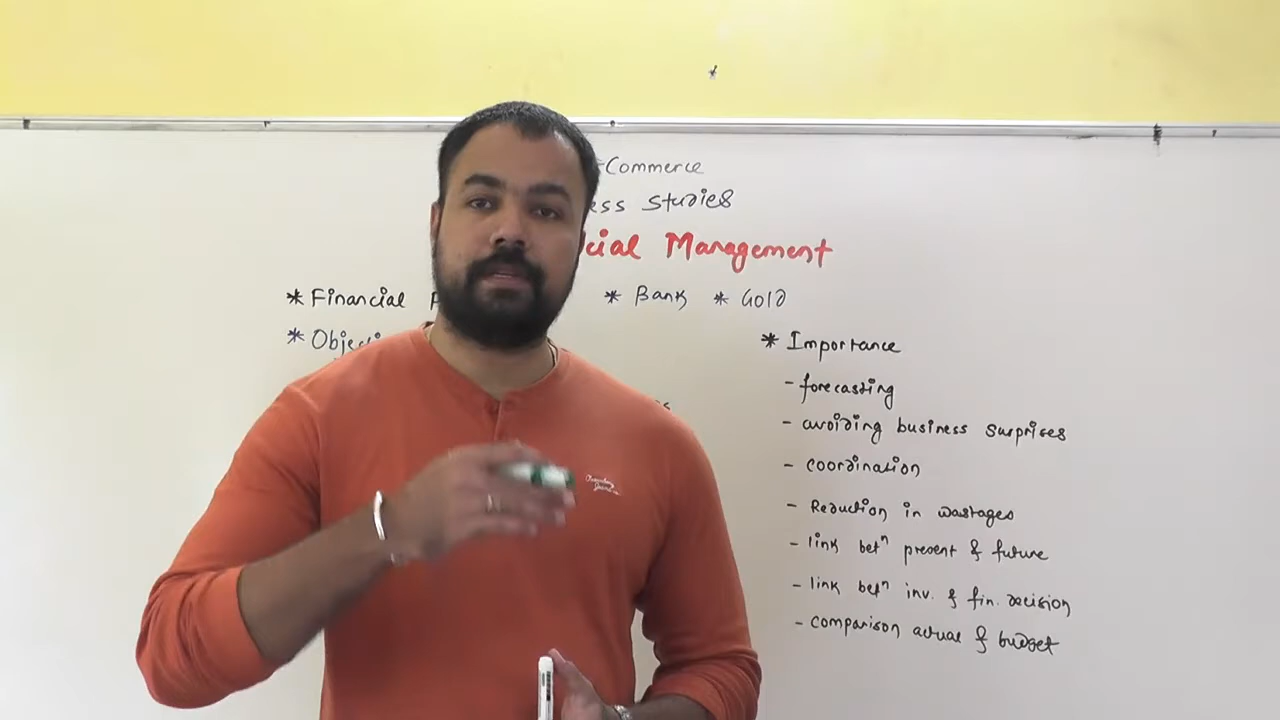 Commerce
ess Studies
cial Management
* Financial
* Bank * Gold
* Objecti
* Importance
- forecasting
- avoiding business surprises
- coordination
- Reduction in wastages
- link betⁿ present & future
- link betⁿ inv. & fin. decision
- comparison actual & budget